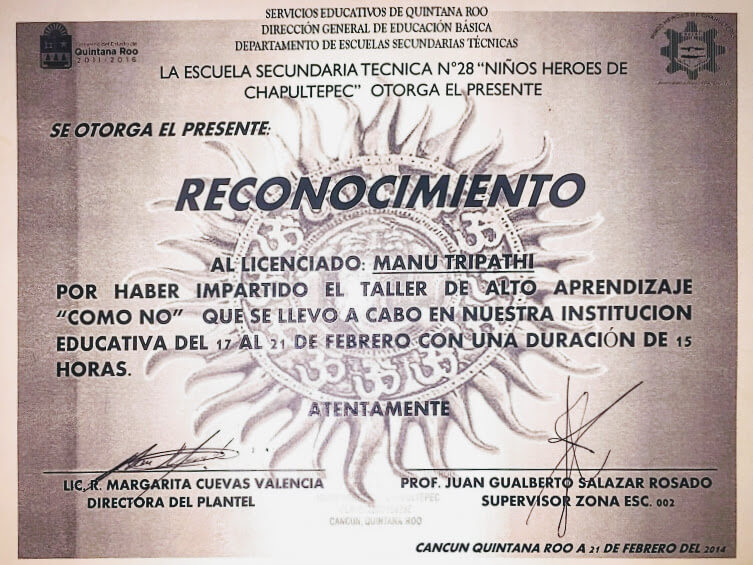 SERVICIOS EDUCATIVOS DE QUINTANA ROO
DIRECCIÓN GENERAL DE EDUCACIÓN BÁSICA
DEPARTAMENTO DE ESCUELAS SECUNDARIAS TÉCNICAS
Gobierno del Estado de
Quintana Roo
2011 - 2016
LA ESCUELA SECUNDARIA TECNICA N°28 “NIÑOS HEROES DE
CHAPULTEPEC” OTORGA EL PRESENTE
SE OTORGA EL PRESENTE:
RECONOCIMIENTO
AL LICENCIADO: MANU TRIPATHI
POR HABER IMPARTIDO EL TALLER DE ALTO APRENDIZAJE
“COMO NO” QUE SE LLEVO A CABO EN NUESTRA INSTITUCION
EDUCATIVA DEL 17 AL 21 DE FEBRERO CON UNA DURACIÓN DE 15
HORAS.
ATENTAMENTE
LIC. R. MARGARITA CUEVAS VALENCIA
DIRECTORA DEL PLANTEL
PROF. JUAN GUALBERTO SALAZAR ROSADO
SUPERVISOR ZONA ESC. 002
CANCUN, QUINTANA ROO
CANCUN QUINTANA ROO A 21 DE FEBRERO DEL 2014